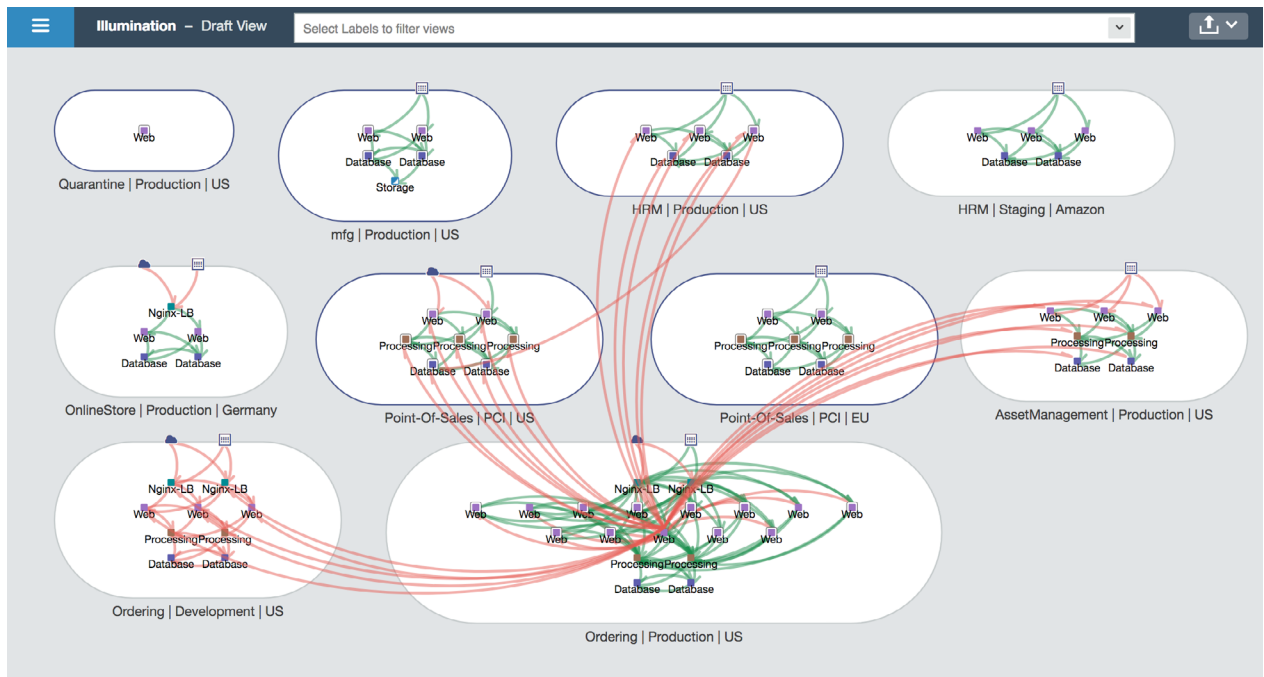 Illumination – Draft View
Select Labels to filter views
Web
Quarantine | Production | US
Web Web
Database Database
Storage
mfg | Production | US
Web Web Web
Database Database
HRM | Production | US
Web Web Web
Database Database
HRM | Staging | Amazon
Nginx-LB
Web Web
Database Database
OnlineStore | Production | Germany
Web Web
Processing Processing Processing
Database Database
Point-Of-Sales | PCI | US
Web Web
Processing Processing Processing
Database Database
Point-Of-Sales | PCI | EU
Web Web Web
Processing Processing
Database Database
AssetManagement | Production | US
Nginx-LB Nginx-LB
Web Web Web
Processing Processing
Database Database
Ordering | Development | US
Nginx-LB Nginx-LB
Web Web Web Web Web Web Web Web
Web Web Web Web Web
Processing Processing
Database Database
Ordering | Production | US